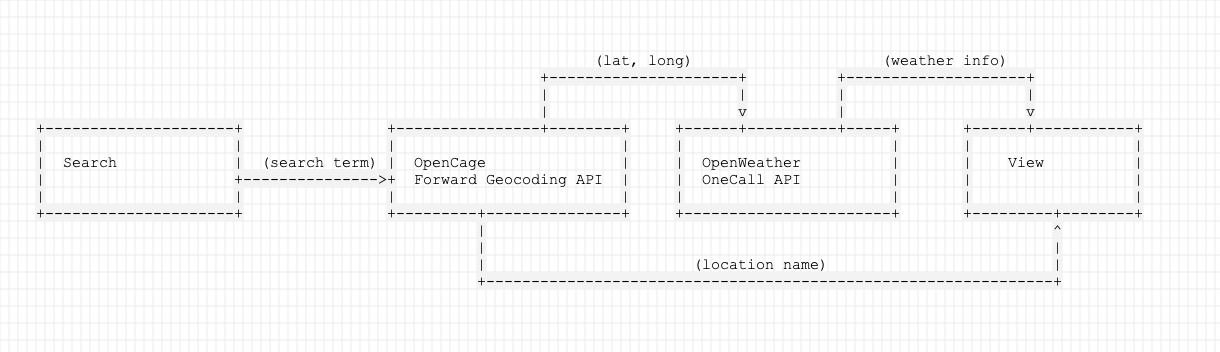 (lat, long)
(weather info)
Search
(search term)
OpenCage
Forward Geocoding API
OpenWeather
OneCall API
View
(location name)